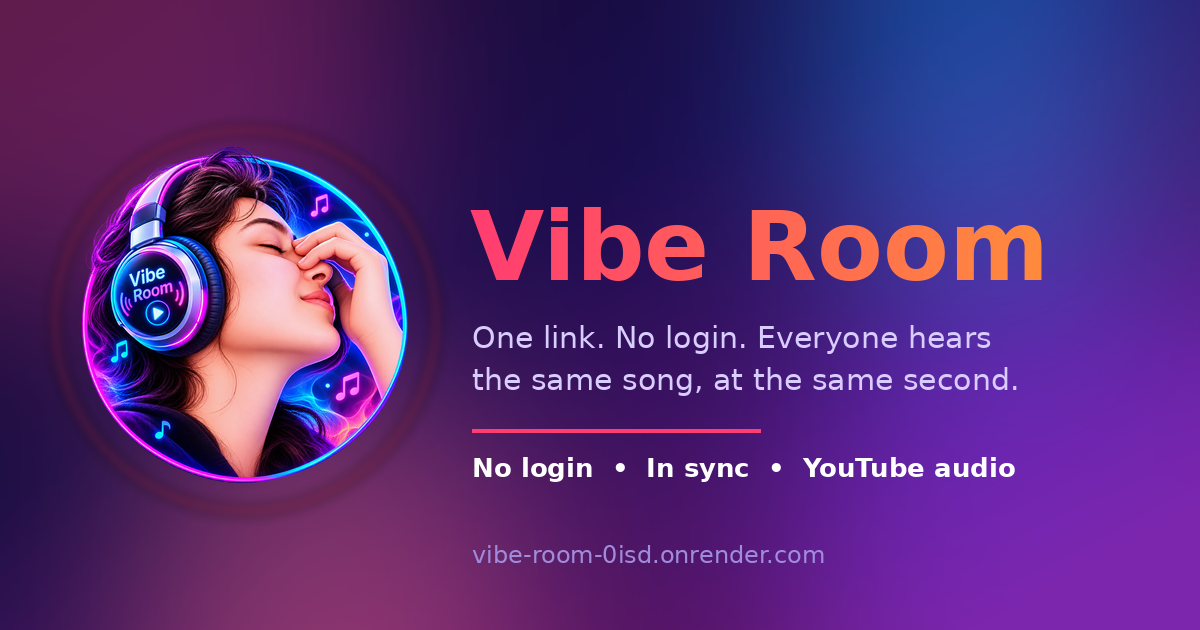 Vibe
Room
Vibe Room
One link. No login. Everyone hears
the same song, at the same second.
No login • In sync • YouTube audio
vibe-room-0isd.onrender.com